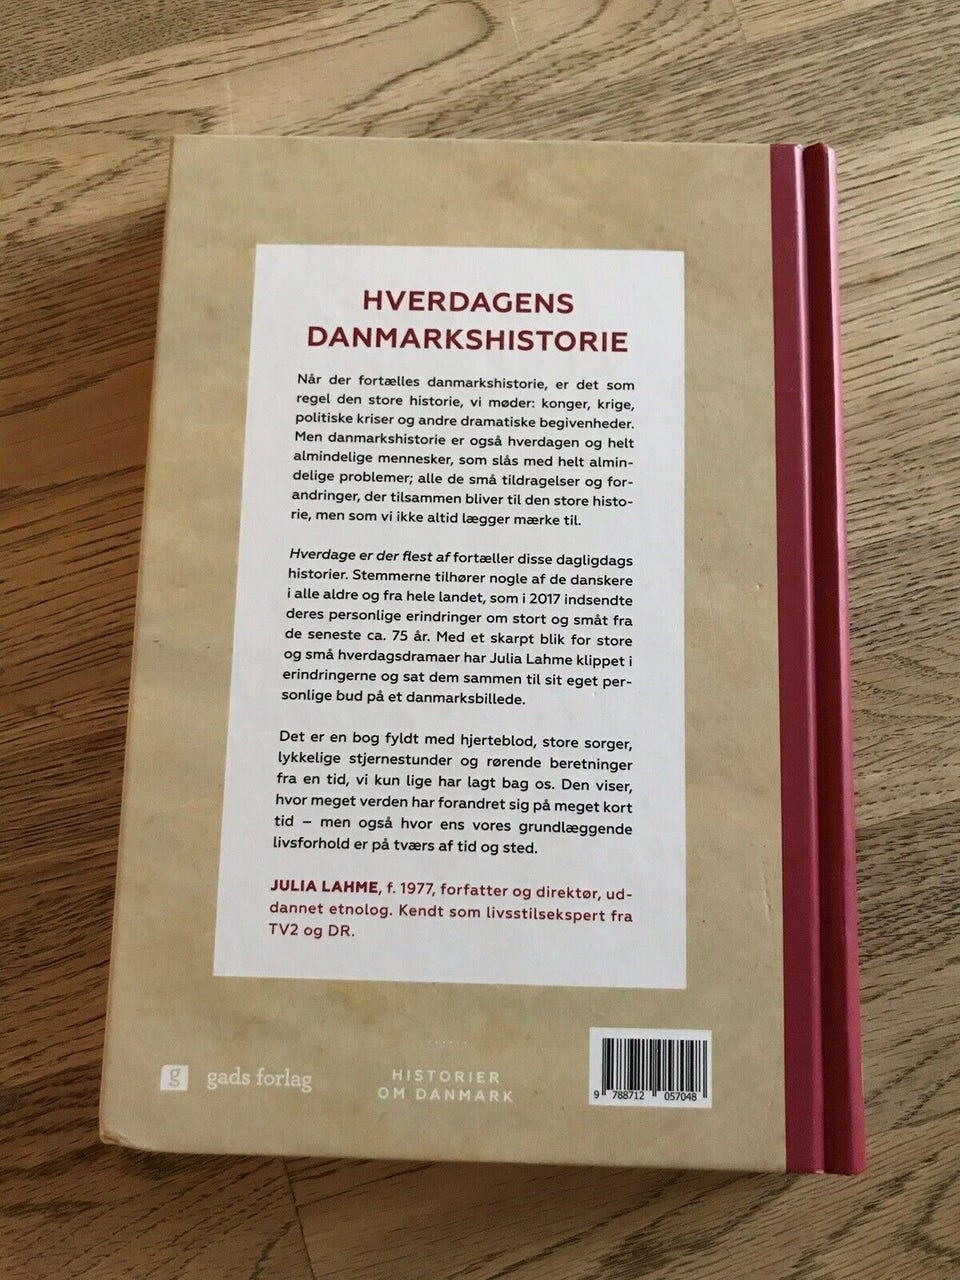 HVERDAGENS
DANMARKSHISTORIE
Når der fortælles danmarkshistorie, er det som
regel den store historie, vi møder: konger, krige,
politiske kriser og andre dramatiske begivenheder.
Men danmarkshistorie er også hverdagen og helt
almindelige mennesker, som slås med helt almin-
delige problemer; alle de små tildragelser og for-
andringer, der tilsammen bliver til den store histo-
rie, men som vi ikke altid lægger mærke til.
Hverdage er der flest af fortæller disse dagligdags
historier. Stemmerne tilhører nogle af de danskere
i alle aldre og fra hele landet, som i 2017 indsendte
deres personlige erindringer om stort og småt fra
de seneste ca. 75 år. Med et skarpt blik for store
og små hverdagsdramaer har Julia Lahme klippet i
erindringerne og sat dem sammen til sit eget per-
sonlige bud på et danmarksbillede.
Det er en bog fyldt med hjerteblod, store sorger,
lykkelige stjernestunder og rørende beretninger
fra en tid, vi kun lige har lagt bag os. Den viser,
hvor meget verden har forandret sig på meget kort
tid – men også hvor ens vores grundlæggende
livsforhold er på tværs af tid og sted.
JULIA LAHME, f. 1977, forfatter og direktør, ud-
dannet etnolog. Kendt som livsstilsekspert fra
TV2 og DR.
g gads forlag
HISTORIER
OM DANMARK
9 788712 057048